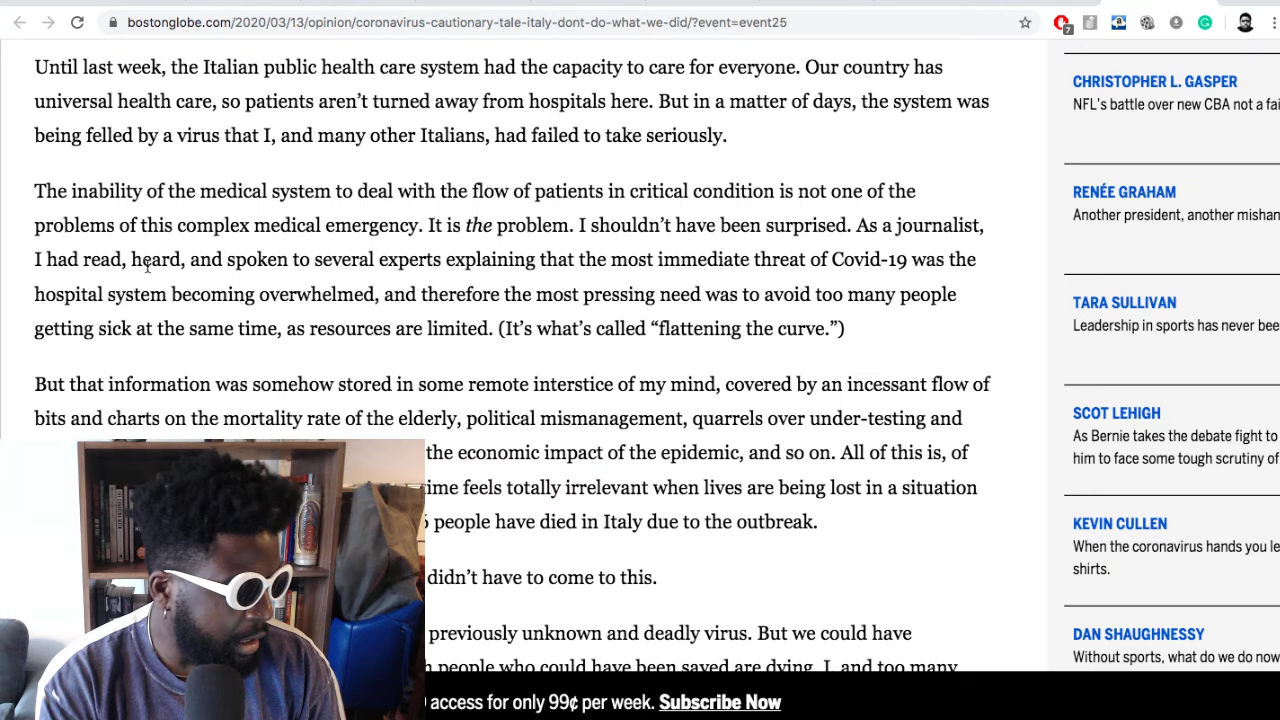 bostonglobe.com/2020/03/13/opinion/coronavirus-cautionary-tale-italy-dont-do-what-we-did/?event=event25
7
Until last week, the Italian public health care system had the capacity to care for everyone. Our country has
universal health care, so patients aren’t turned away from hospitals here. But in a matter of days, the system was
being felled by a virus that I, and many other Italians, had failed to take seriously.
The inability of the medical system to deal with the flow of patients in critical condition is not one of the
problems of this complex medical emergency. It is the problem. I shouldn’t have been surprised. As a journalist,
I had read, heard, and spoken to several experts explaining that the most immediate threat of Covid-19 was the
hospital system becoming overwhelmed, and therefore the most pressing need was to avoid too many people
getting sick at the same time, as resources are limited. (It’s what’s called “flattening the curve.”)
But that information was somehow stored in some remote interstice of my mind, covered by an incessant flow of
bits and charts on the mortality rate of the elderly, political mismanagement, quarrels over under-testing and
the economic impact of the epidemic, and so on. All of this is, of
time feels totally irrelevant when lives are being lost in a situation
people have died in Italy due to the outbreak.
didn’t have to come to this.
previously unknown and deadly virus. But we could have
people who could have been saved are dying. I, and too many
access for only 99¢ per week. Subscribe Now
CHRISTOPHER L. GASPER
NFL's battle over new CBA not a fai
RENÉE GRAHAM
Another president, another mishan
TARA SULLIVAN
Leadership in sports has never bee
SCOT LEHIGH
As Bernie takes the debate fight to
him to face some tough scrutiny of
KEVIN CULLEN
When the coronavirus hands you le
shirts.
DAN SHAUGHNESSY
Without sports, what do we do now